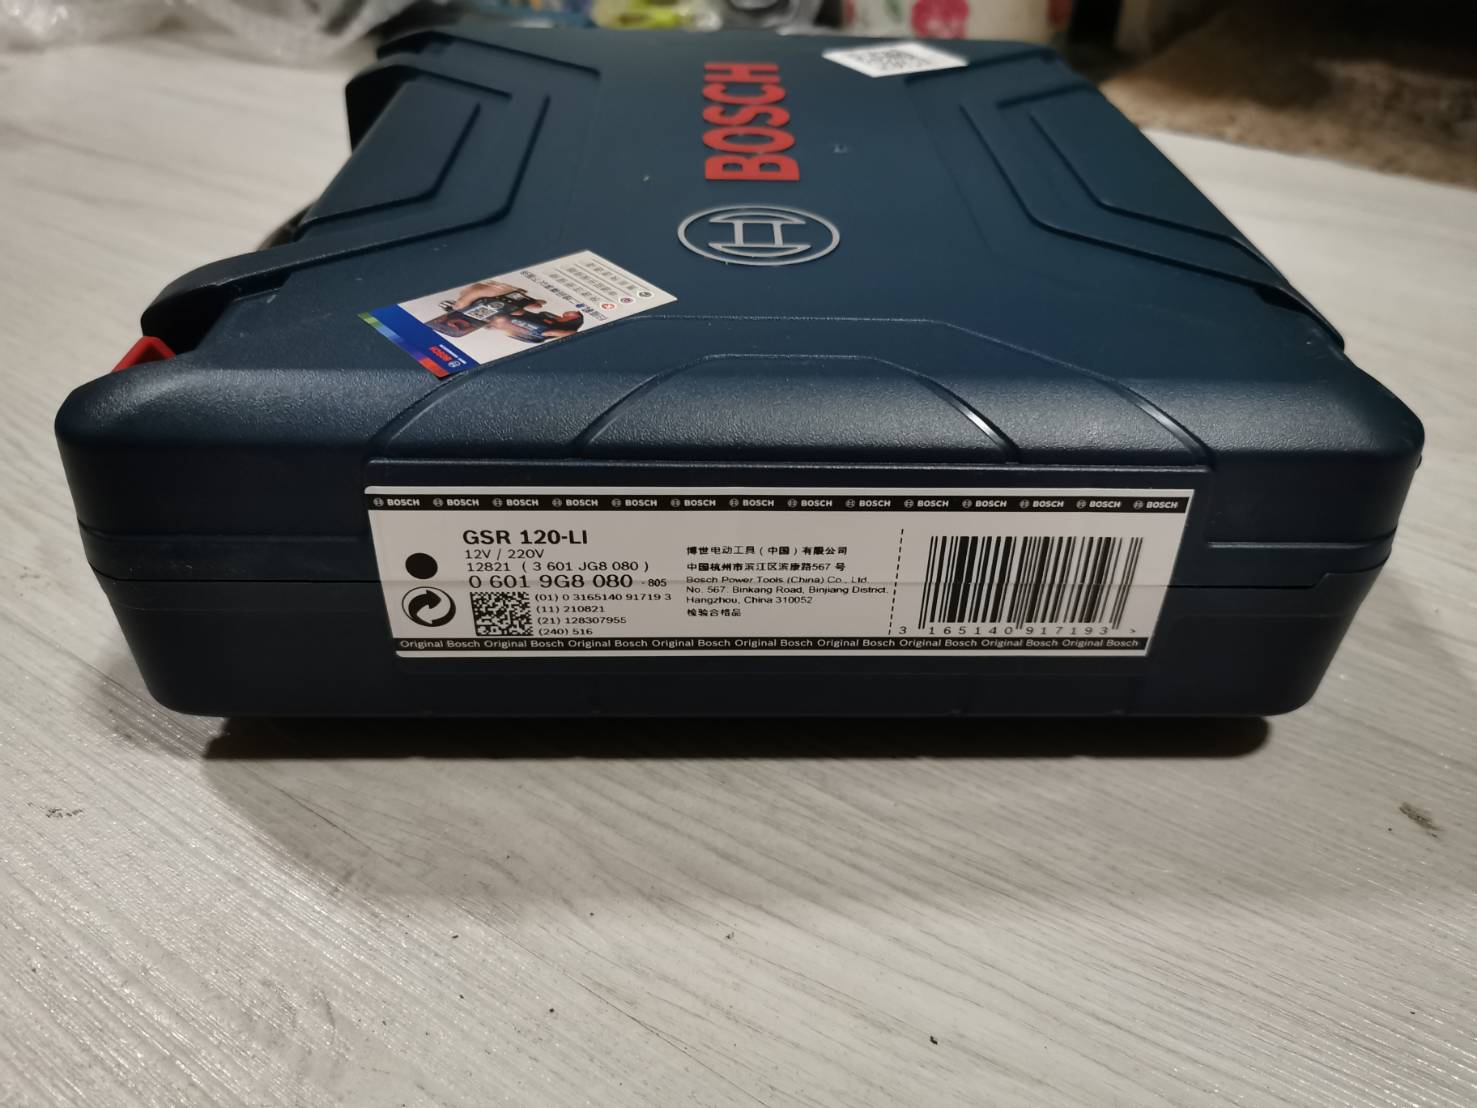 BOSCH
BOSCH
BOSCH BOSCH BOSCH BOSCH BOSCH BOSCH BOSCH BOSCH BOSCH BOSCH BOSCH BOSCH BOSCH BOSCH
GSR 120-LI
12V / 220V
12821 ( 3 601 JG8 080 )
0 601 9G8 080 - 805
(01) 0 3165140 91719 3
(11) 210821
(21) 128307955
(240) 516
博世电动工具（中国）有限公司
中国杭州市滨江区滨康路567 号
Bosch Power Tools (China) Co., Ltd.
No. 567, Binkang Road, Binjiang District,
Hangzhou, China 310052
检验合格品
3 165140 917193 >
Original Bosch Original Bosch Original Bosch Original Bosch Original Bosch Original Bosch Original Bosch Original Bosch Original Bosch